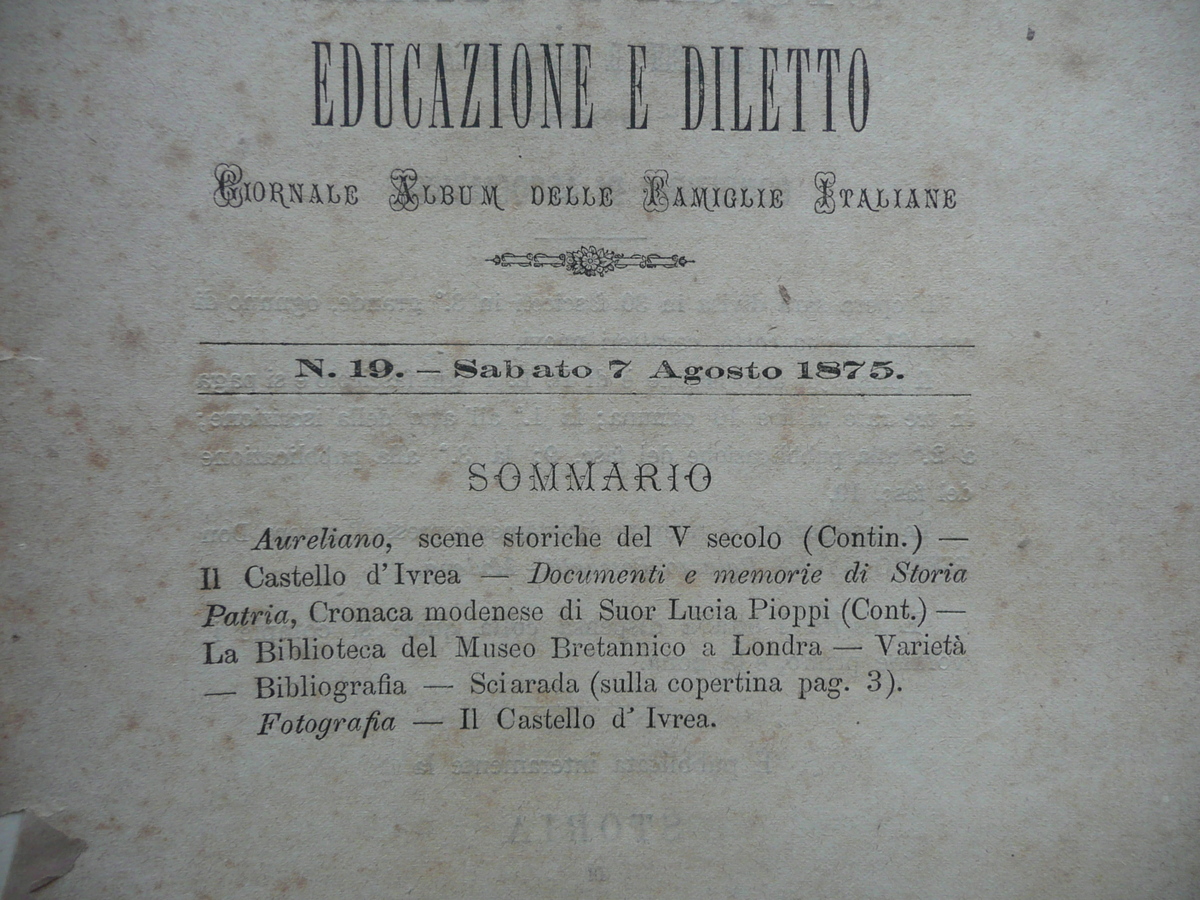 EDUCAZIONE E DILETTO
GIORNALE ALBUM DELLE FAMIGLIE ITALIANE
N. 19. — Sabato 7 Agosto 1875.
SOMMARIO
Aureliano, scene storiche del V secolo (Contin.) —
Il Castello d'Ivrea — Documenti e memorie di Storia
Patria, Cronaca modenese di Suor Lucia Pioppi (Cont.) —
La Biblioteca del Museo Bretannico a Londra — Varietà
— Bibliografia — Sciarada (sulla copertina pag. 3).
Fotografia — Il Castello d' Ivrea.